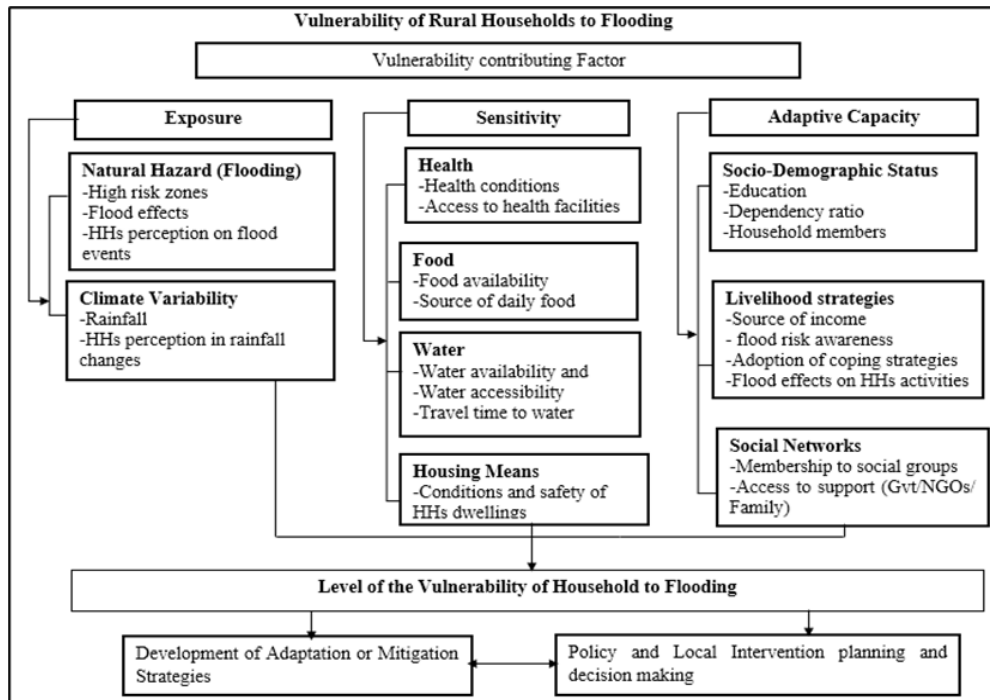 Vulnerability of Rural Households to Flooding
Vulnerability contributing Factor
Exposure
Natural Hazard (Flooding)
-High risk zones
-Flood effects
-HHs perception on flood
events
Climate Variability
-Rainfall
-HHs perception in rainfall
changes
Sensitivity
Health
-Health conditions
-Access to health facilities
Food
-Food availability
-Source of daily food
Water
-Water availability and
-Water accessibility
-Travel time to water
Housing Means
-Conditions and safety of
HHs dwellings
Adaptive Capacity
Socio-Demographic Status
-Education
-Dependency ratio
-Household members
Livelihood strategies
-Source of income
- flood risk awareness
-Adoption of coping strategies
-Flood effects on HHs activities
Social Networks
-Membership to social groups
-Access to support (Gvt/NGOs/
Family)
Level of the Vulnerability of Household to Flooding
Development of Adaptation or Mitigation
Strategies
Policy and Local Intervention planning and
decision making